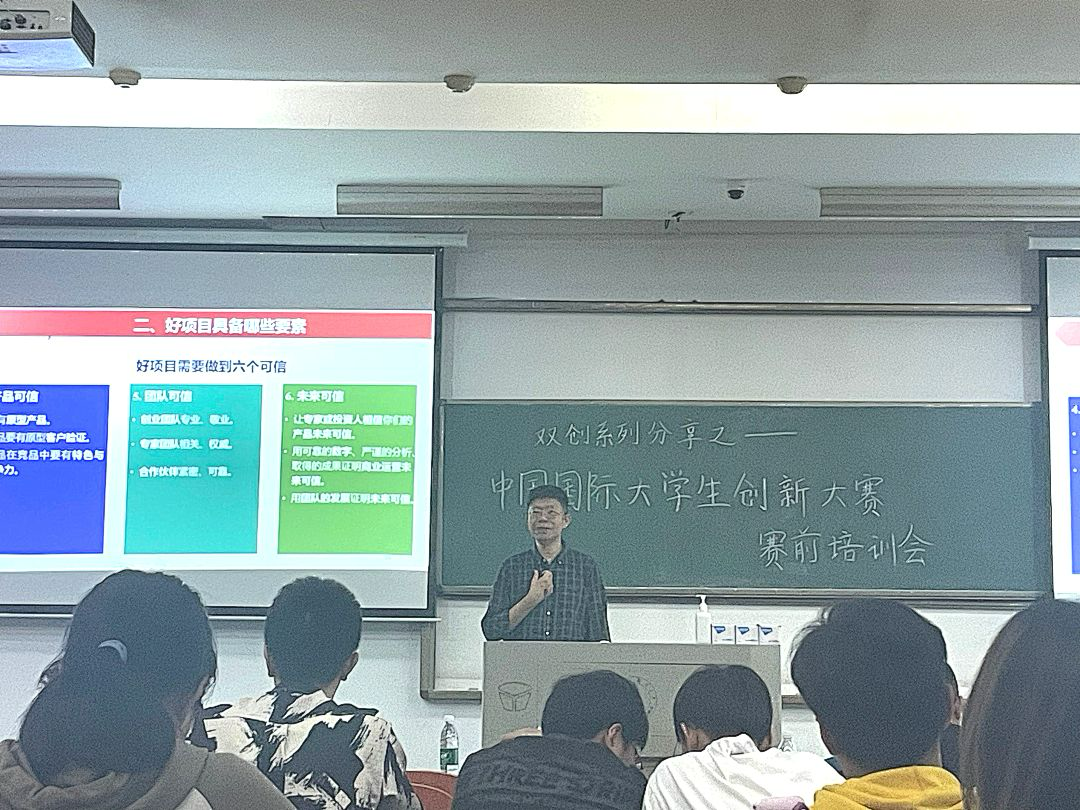 二、好项目具备哪些要素
好项目需要做到六个可信
产品可信
有原型产品。
品要有原型客户验证。
品在竞品中要有特色与
争力。
5. 团队可信
• 创业团队专业、敬业。
• 专家团队相关、权威。
• 合作伙伴紧密、可靠。
6. 未来可信
• 让专家或投资人相信你们的
产品未来可信。
• 用可靠的数字、严谨的分析、
取得的成果证明商业运营未
来可信。
• 用团队的发展证明未来可信。
双创系列分享之——
中国国际大学生创新大赛
赛前培训会
4.
THREE